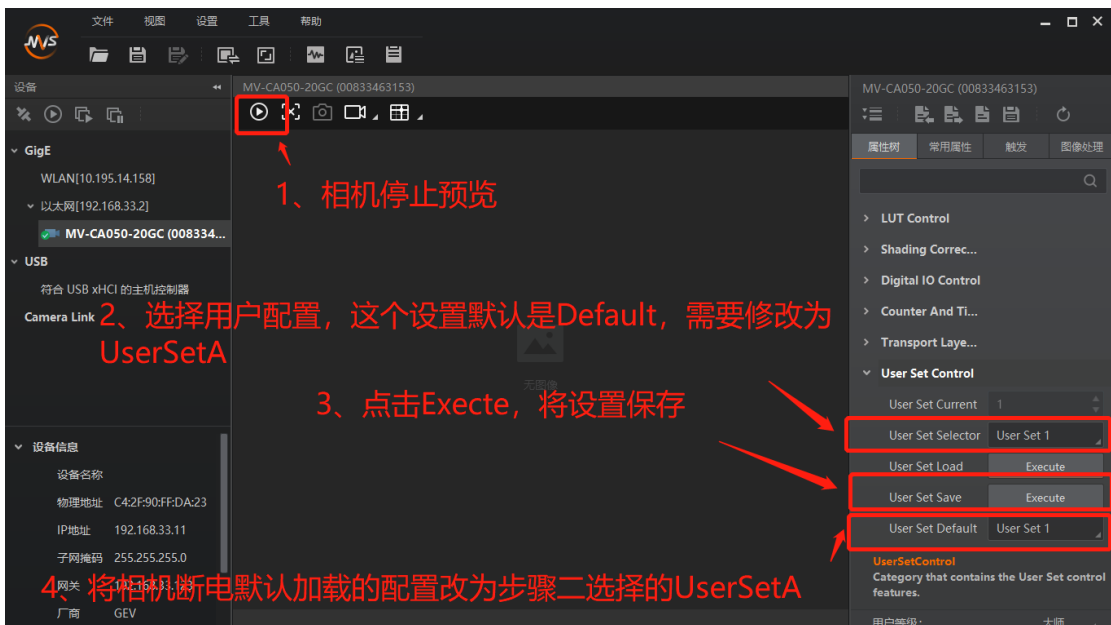 MVS
文件 视图 设置 工具 帮助
设备
MV-CA050-20GC (00833463153)
MV-CA050-20GC (00833463153)
属性树 常用属性 触发 图像处理
GigE
WLAN[10.195.14.158]
以太网[192.168.33.2]
MV-CA050-20GC (008334...
USB
符合 USB xHCI 的主机控制器
Camera Link
1、相机停止预览
2、选择用户配置，这个设置默认是Default，需要修改为
UserSetA
无图像
3、点击Execte，将设置保存
LUT Control
Shading Correc...
Digital IO Control
Counter And Ti...
Transport Laye...
User Set Control
User Set Current 1
User Set Selector User Set 1
User Set Load Execute
User Set Save Execute
User Set Default User Set 1
设备信息
设备名称
物理地址 C4:2F:90:FF:DA:23
IP地址 192.168.33.11
子网掩码 255.255.255.0
网关
厂商 GEV
4、将相机断电默认加载的配置改为步骤二选择的UserSetA
UserSetControl
Category that contains the User Set control
features.
用户等级: 大师